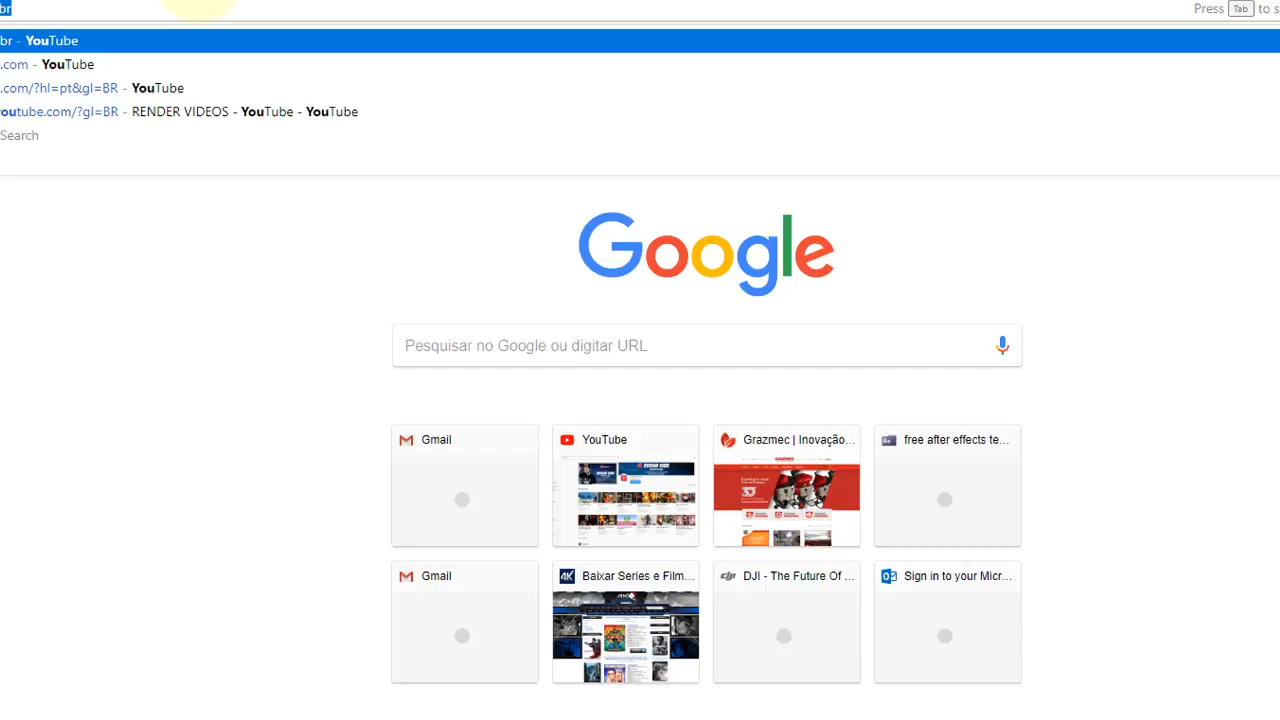 br
Press Tab to s
br - YouTube
.com - YouTube
.com/?hl=pt&gl=BR - YouTube
youtube.com/?gl=BR - RENDER VIDEOS - YouTube - YouTube
Search
Google
Pesquisar no Google ou digitar URL
Gmail
YouTube
Grazmec | Inovação...
free after effects te...
Gmail
Baixar Series e Film...
DJI - The Future Of ...
Sign in to your Micr...